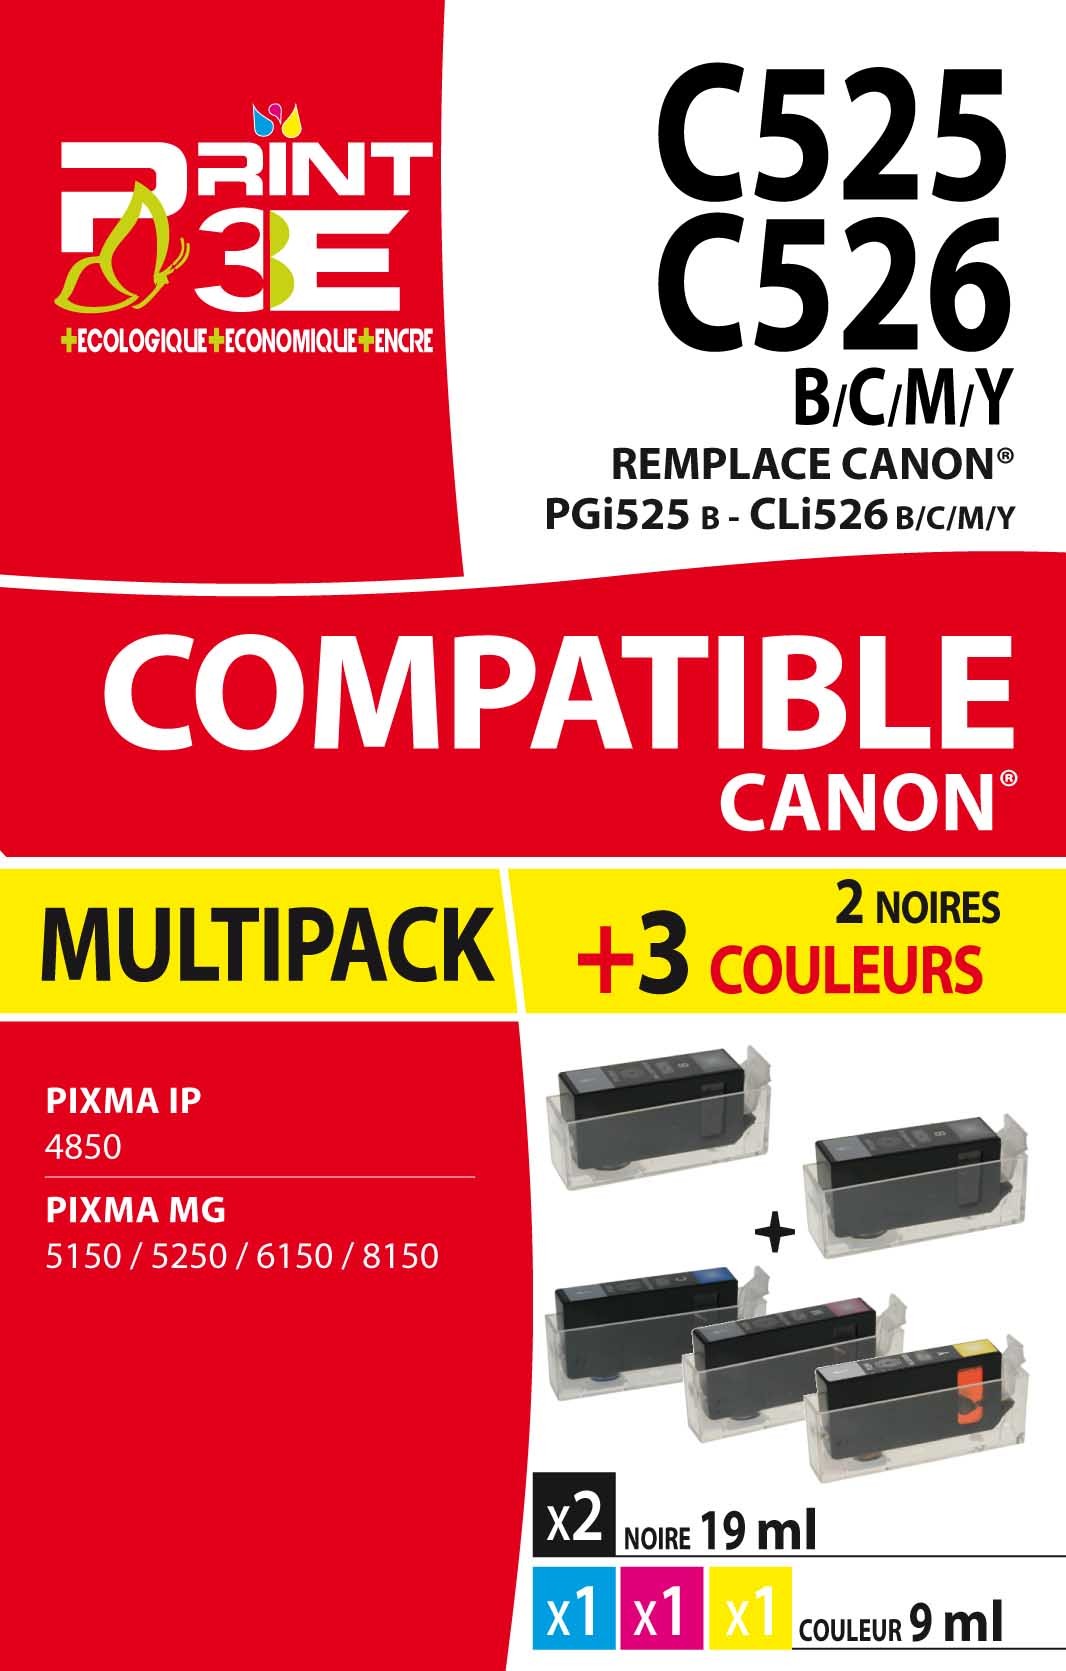 PRINT
3E
+ECOLOGIQUE+ECONOMIQUE+ENCRE
C525
C526
B/C/M/Y
REMPLACE CANON®
PGi525 B - CLi526 B/C/M/Y
COMPATIBLE
CANON®
MULTIPACK
2 NOIRES
+3 COULEURS
PIXMA IP
4850
PIXMA MG
5150 / 5250 / 6150 / 8150
+
x2 NOIRE 19 ml
x1 x1 x1 COULEUR 9 ml